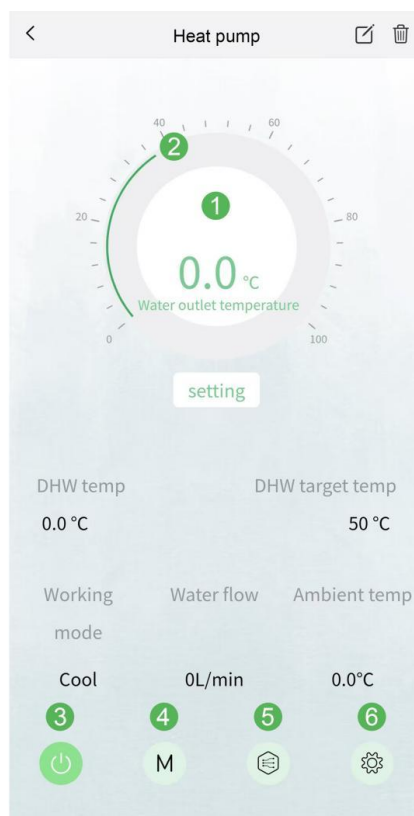 Heat pump
40
60
2
1
20
80
0.0 °C
Water outlet temperature
0
100
setting
DHW temp
DHW target temp
0.0 °C
50 °C
Working
mode
Water flow
Ambient temp
Cool
0L/min
0.0°C
3
4
5
6
M